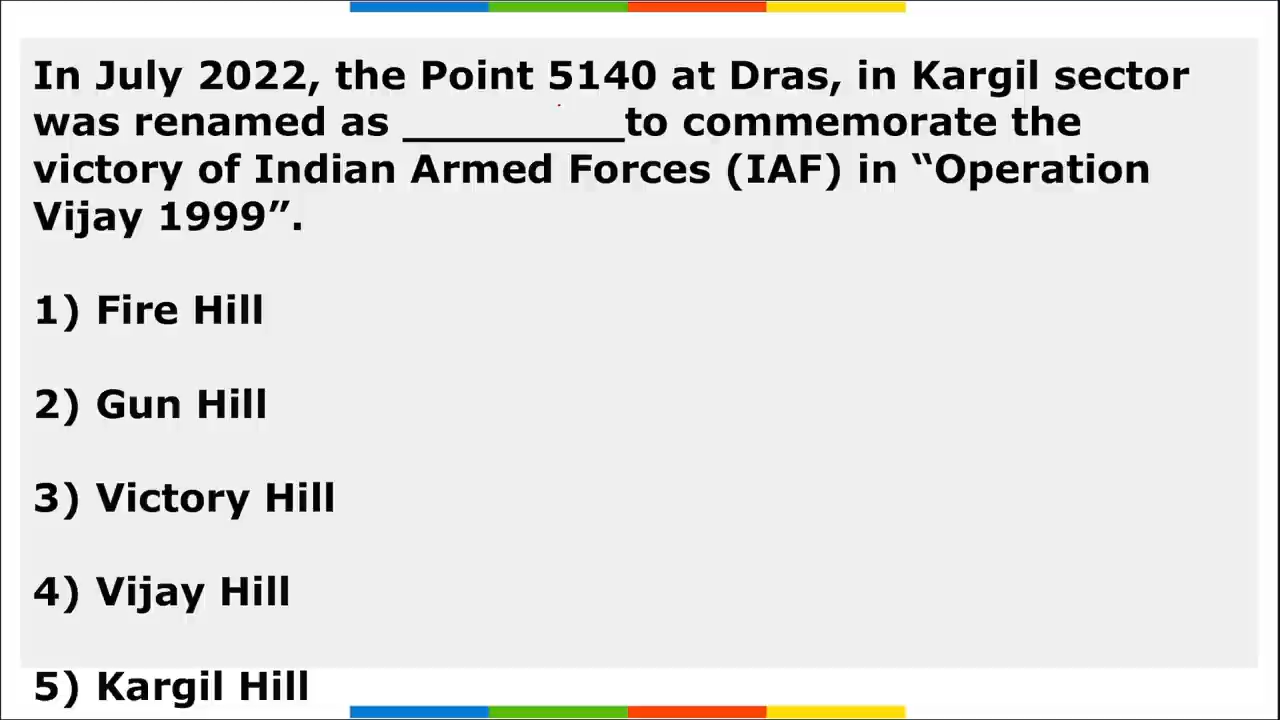 In July 2022, the Point 5140 at Dras, in Kargil sector
was renamed as __________to commemorate the
victory of Indian Armed Forces (IAF) in “Operation
Vijay 1999”.
1) Fire Hill
2) Gun Hill
3) Victory Hill
4) Vijay Hill
5) Kargil Hill